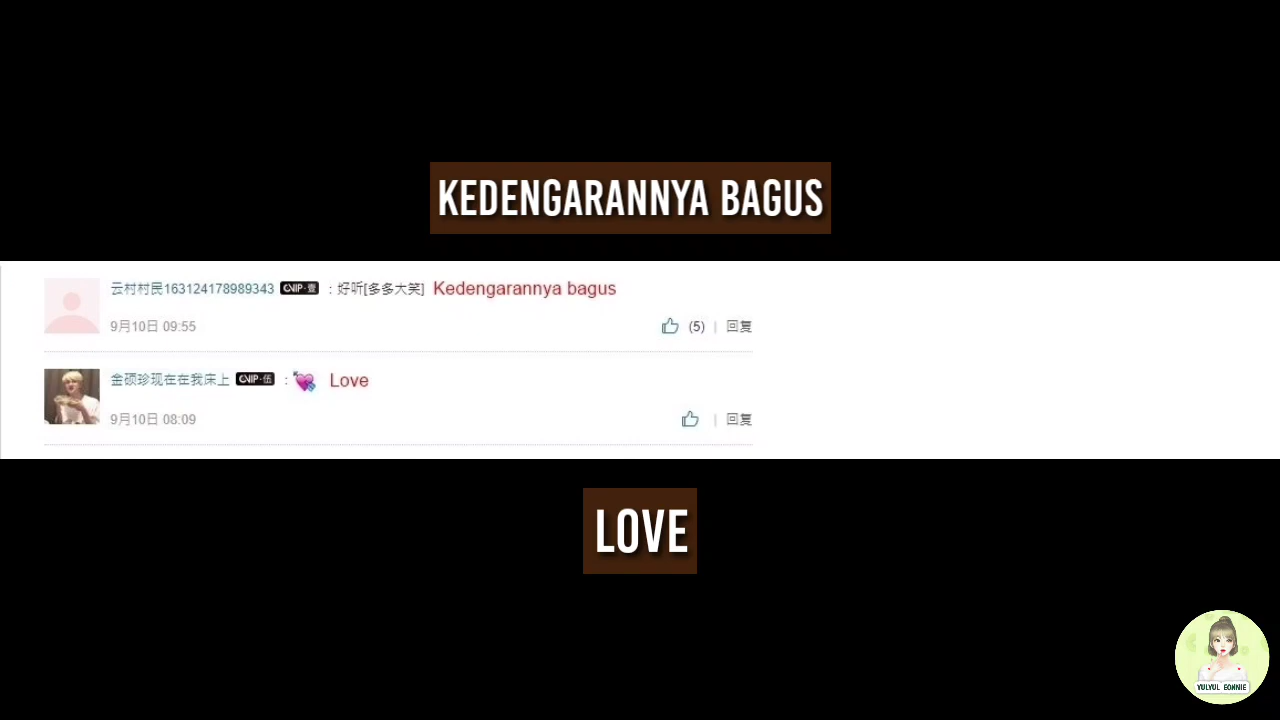 KEDENGARANNYA BAGUS
云村村民163124178989343 CVIP·壹 : 好听[多多大笑] Kedengarannya bagus
9月10日 09:55 (5) | 回复
金硕珍现在在我床上 CVIP·伍 : 💘 Love
9月10日 08:09 | 回复
LOVE
YULYUL EONNIE